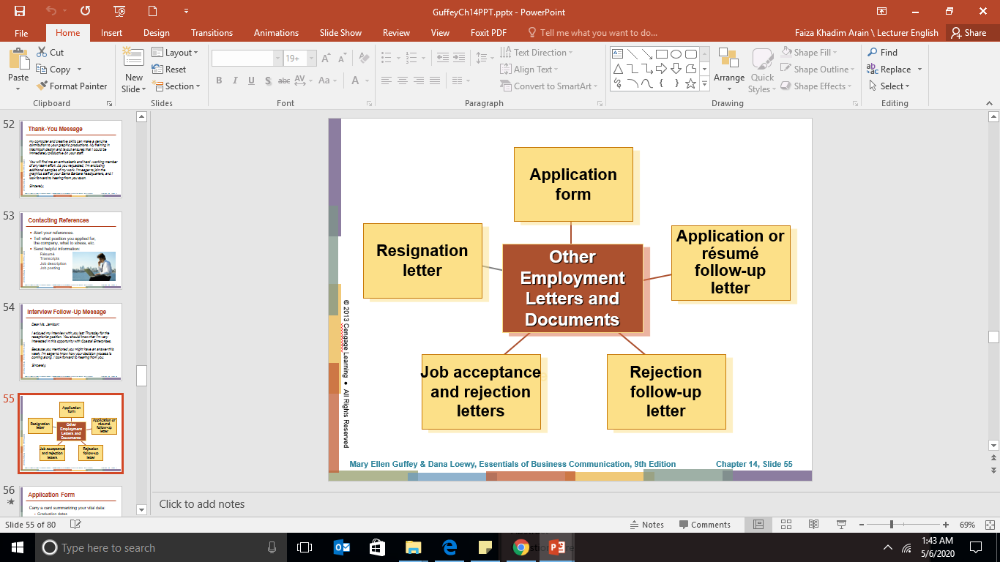 GuffeyCh14PPT.pptx - PowerPoint
File Home Insert Design Transitions Animations Slide Show Review View Foxit PDF Tell me what you want to do... Faiza Khadim Arain \ Lecturer English Share
Paste
Cut
Copy
Format Painter
Clipboard
New
Slide
Layout
Reset
Section
Slides
19+
B I U S abc AV Aa A
Font
Text Direction
Align Text
Convert to SmartArt
Paragraph
Arrange
Quick
Styles
Shape Fill
Shape Outline
Shape Effects
Drawing
Find
Replace
Select
Editing
52
Thank-You Message
my computer and creative skills can make a genuine
contribution to your graphic productions. My training in
Macintosh design and layout ensures that I could be
immediately productive on your staff.
You will find me an enthusiastic and hard-working member
of any team effort. As you requested, I'm enclosing
additional samples of my work. I'm eager to join the
graphics staff at your Santa Barbara headquarters, and I
look forward to hearing from you soon.
Sincerely,
53
Contacting References
Alert your references.
Tell what position you applied for,
the company, what to stress, etc.
Send helpful information:
Résumé
Transcripts
Job description
Job posting
54
Interview Follow-Up Message
Dear Ms. Jamison:
I enjoyed my interview with you last Thursday for the
receptionist position. You should know that I'm very
interested in this opportunity with Coastal Enterprises.
Because you mentioned you might have an answer this
week, I'm eager to know how your decision process is
coming along. I look forward to hearing from you.
Sincerely,
55
Application
form
Resignation
letter
Other
Employment
Letters and
Documents
Application or
résumé
follow-up
letter
Job acceptance
and rejection
letters
Rejection
follow-up
letter
56
Application Form
Carry a card summarizing your vital data:
Graduation dates
Application
form
Resignation
letter
Other
Employment
Letters and
Documents
Application or
résumé
follow-up
letter
Job acceptance
and rejection
letters
Rejection
follow-up
letter
© 2013 Cengage Learning ● All Rights Reserved
Mary Ellen Guffey & Dana Loewy, Essentials of Business Communication, 9th Edition Chapter 14, Slide 55
Click to add notes
Slide 55 of 80 Notes Comments 69%
Type here to search
1:43 AM
5/6/2020